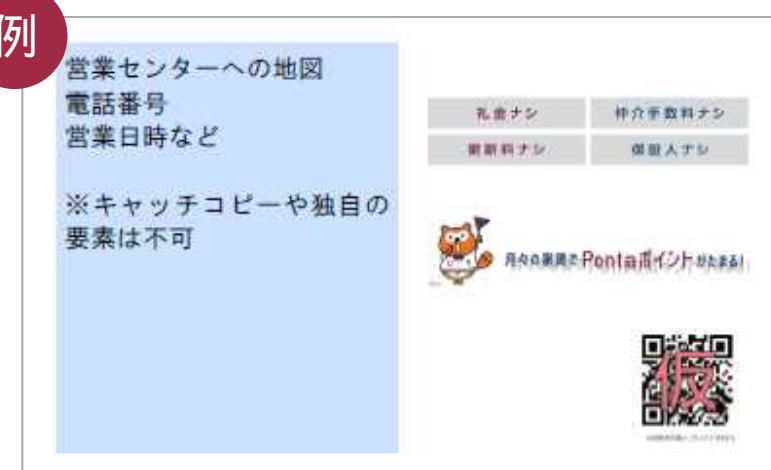 例
営業センターへの地図
電話番号
営業日時など
※キャッチコピーや独自の
要素は不可
礼金ナシ
仲介手数料ナシ
更新料ナシ
保証人ナシ
月々の家賃でPontaポイントがたまる!
仮